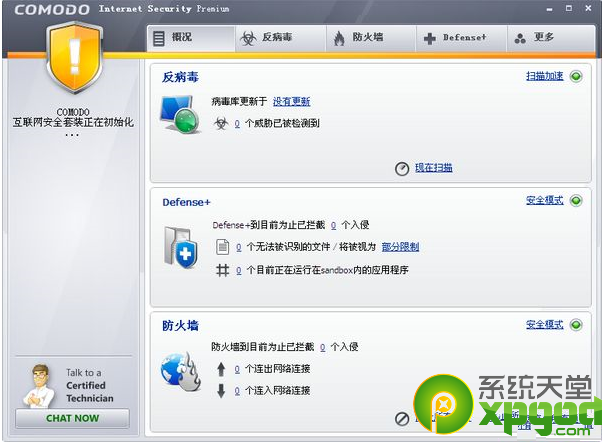 COMODO Internet Security Premium
概况
反病毒
防火墙
Defense+
更多
COMODO
互联网安全套装正在初始化
...
反病毒
扫描加速
病毒库更新于 没有更新
0 个威胁已被检测到
现在扫描
Defense+
安全模式
Defense+到目前为止已拦截 0 个入侵
0 个无法被识别的文件 / 将被视为 部分限制
0 个目前正在运行在sandbox内的应用程序
防火墙
安全模式
防火墙到目前为止已拦截 0 个入侵
0 个连出网络连接
0 个连入网络连接
Talk to a
Certified
Technician
CHAT NOW
系统天堂
xpgod
.com